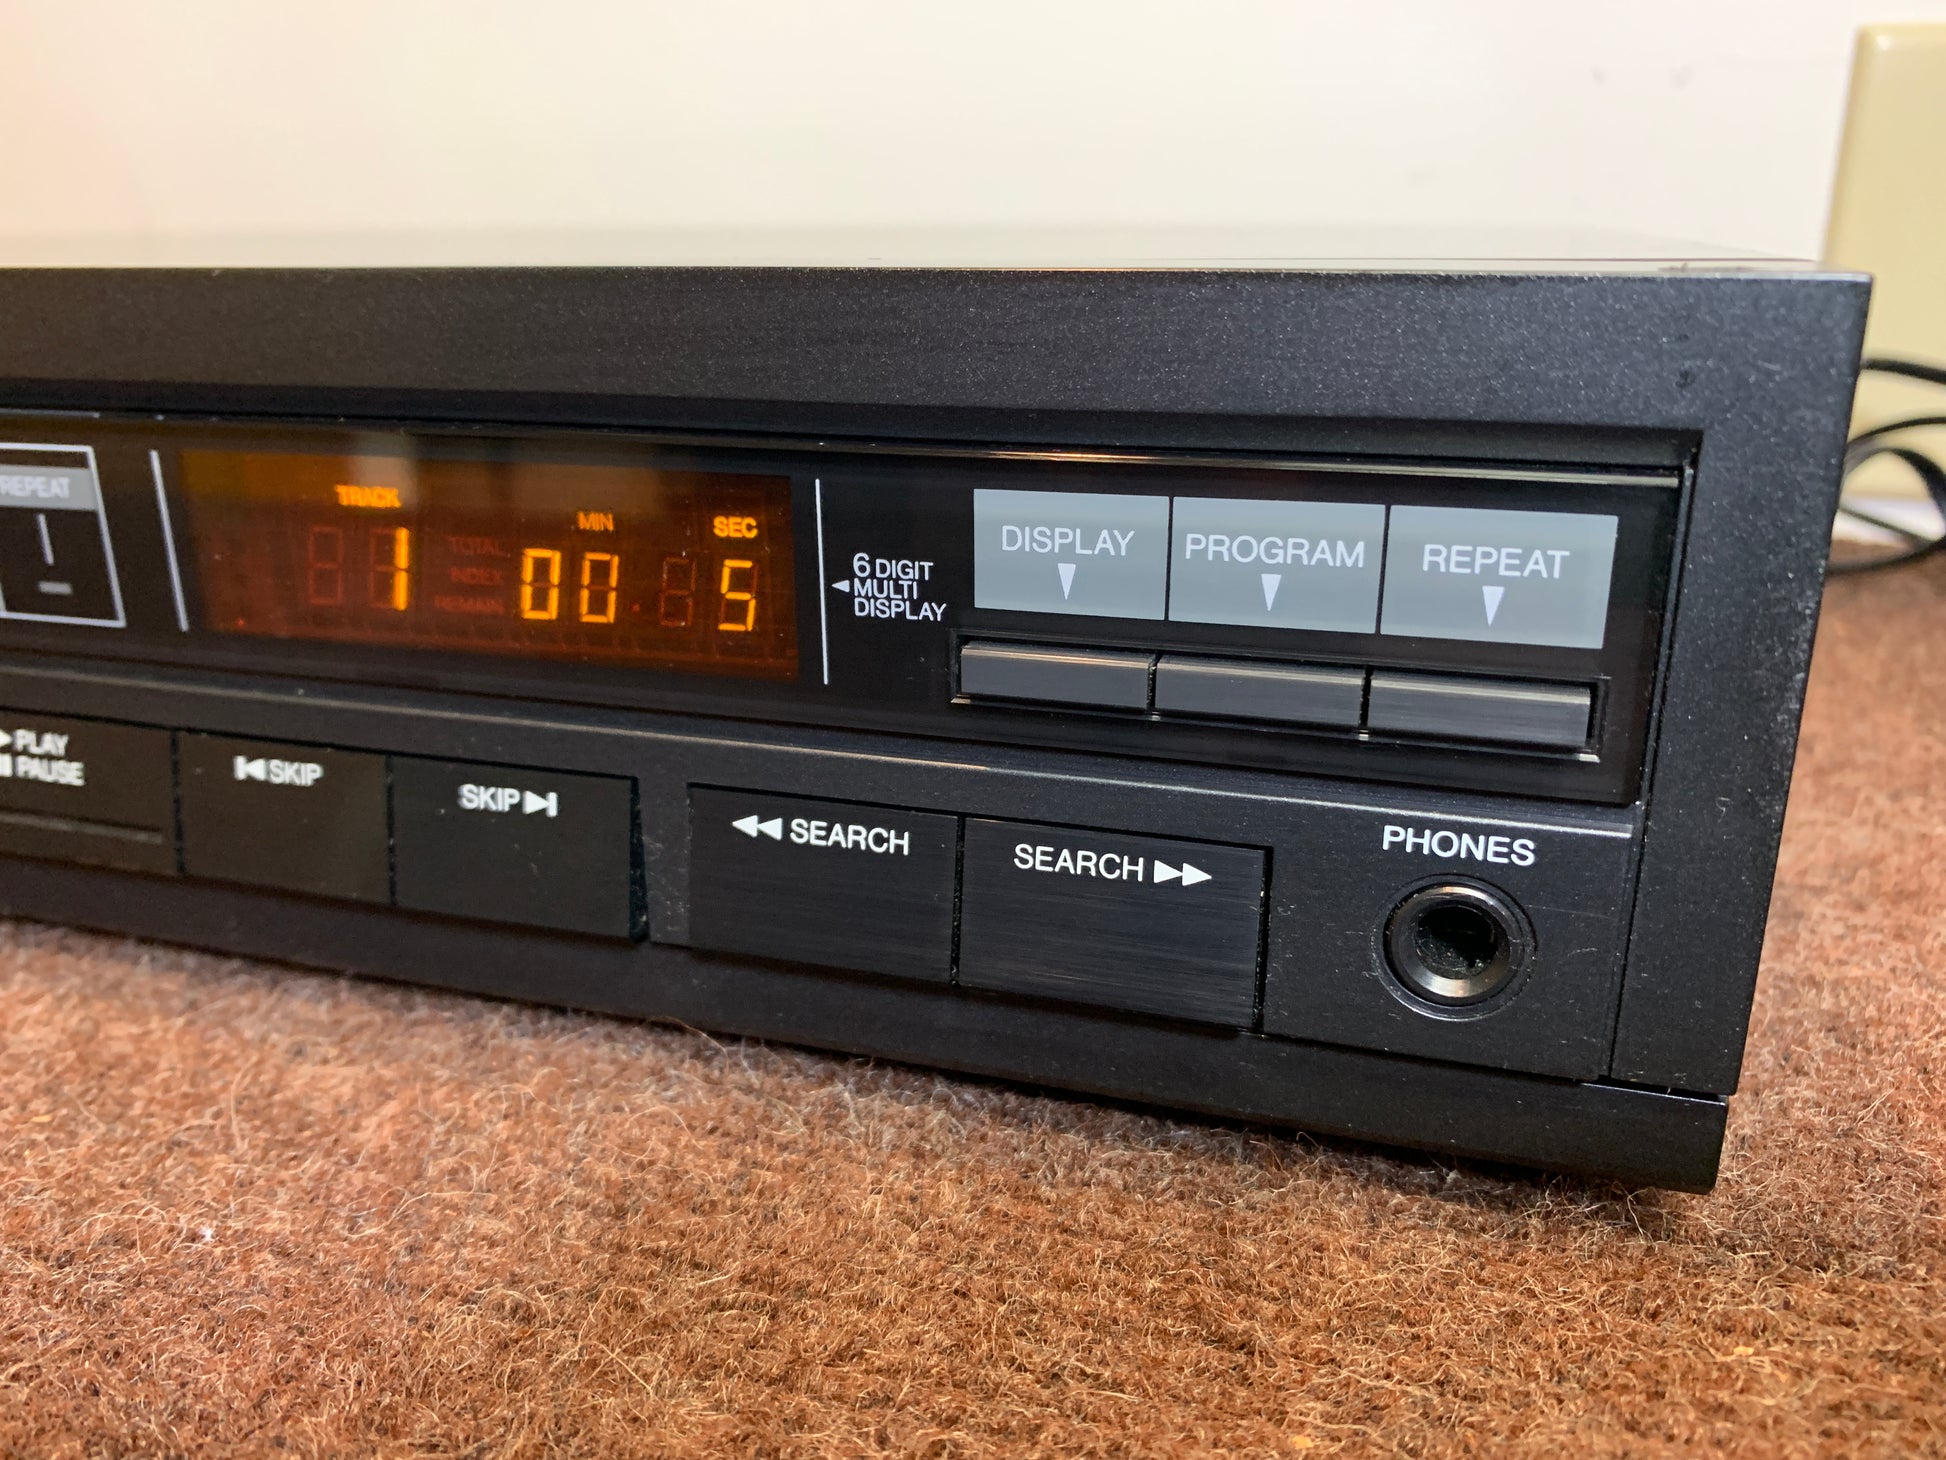 REPEAT
TRACK
MIN
SEC
1
TOTAL
INDEX
REMAIN
00
5
6 DIGIT
MULTI
DISPLAY
DISPLAY
PROGRAM
REPEAT
PLAY
PAUSE
SKIP
SKIP
SEARCH
SEARCH
PHONES